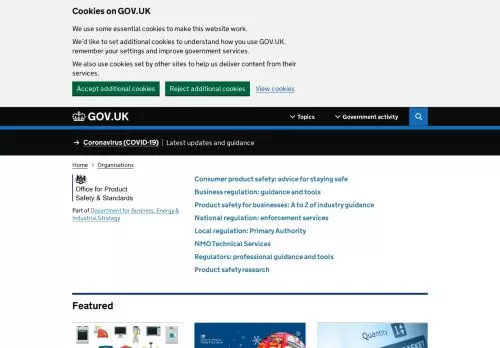 Cookies on GOV.UK
We use some essential cookies to make this website work.
We'd like to set additional cookies to understand how you use GOV.UK,
remember your settings and improve government services.
We also use cookies set by other sites to help us deliver content from their
services.
Accept additional cookies Reject additional cookies View cookies
GOV.UK Topics Government activity
→ Coronavirus (COVID-19) Latest updates and guidance
Home > Organisations
Office for Product
Safety & Standards
Part of Department for Business, Energy &
Industrial Strategy
Consumer product safety: advice for staying safe
Business regulation: guidance and tools
Product safety for businesses: A to Z of industry guidance
National regulation: enforcement services
Local regulation: Primary Authority
NMO Technical Services
Regulators: professional guidance and tools
Product safety research
Featured
Quantity